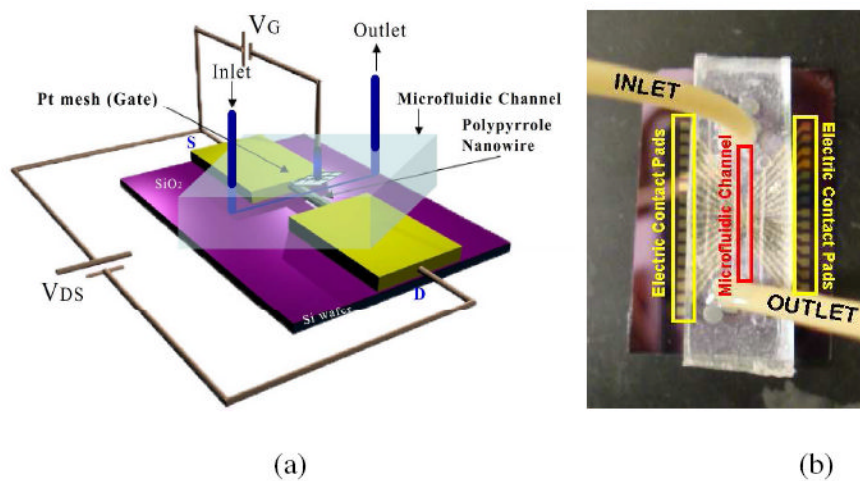 VG
Outlet
Inlet
Pt mesh (Gate)
Microfluidic Channel
Polypyrrole
Nanowire
S
SiO2
VDS
D
Si wafer
(a)
INLET
Electric Contact Pads
Microfluidic Channel
Electric Contact Pads
OUTLET
(b)